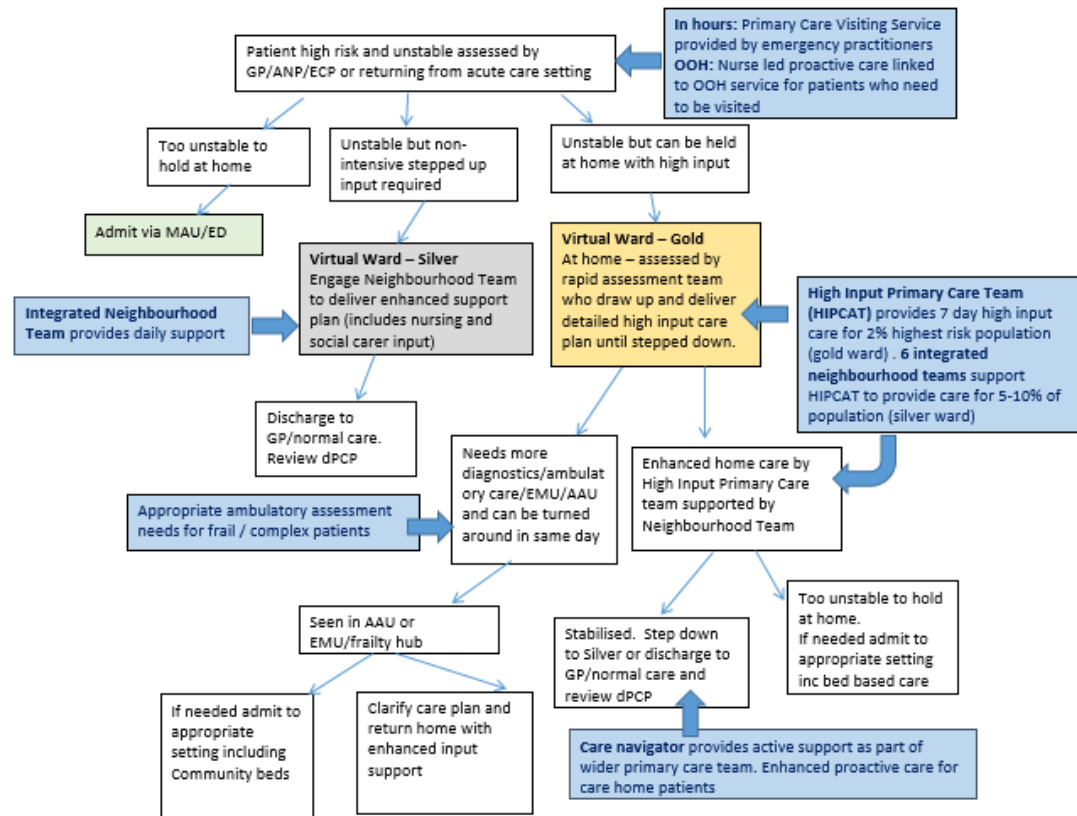 Patient high risk and unstable assessed by
GP/ANP/ECP or returning from acute care setting
In hours: Primary Care Visiting Service
provided by emergency practitioners
OOH: Nurse led proactive care linked
to OOH service for patients who need
to be visited
Too unstable to
hold at home
Unstable but non-
intensive stepped up
input required
Unstable but can be held
at home with high input
Admit via MAU/ED
Virtual Ward – Silver
Engage Neighbourhood Team
to deliver enhanced support
plan (includes nursing and
social carer input)
Virtual Ward – Gold
At home – assessed by
rapid assessment team
who draw up and deliver
detailed high input care
plan until stepped down.
Integrated Neighbourhood
Team provides daily support
High Input Primary Care Team
(HIPCAT) provides 7 day high input
care for 2% highest risk population
(gold ward) . 6 integrated
neighbourhood teams support
HIPCAT to provide care for 5-10% of
population (silver ward)
Discharge to
GP/normal care.
Review dPCP
Needs more
diagnostics/ambulat
ory care/EMU/AAU
and can be turned
around in same day
Enhanced home care by
High Input Primary Care
team supported by
Neighbourhood Team
Appropriate ambulatory assessment
needs for frail / complex patients
Seen in AAU or
EMU/frailty hub
Stabilised. Step down
to Silver or discharge to
GP/normal care and
review dPCP
Too unstable to hold
at home.
If needed admit to
appropriate setting
inc bed based care
If needed admit to
appropriate
setting including
Community beds
Clarify care plan and
return home with
enhanced input
support
Care navigator provides active support as part of
wider primary care team. Enhanced proactive care for
care home patients